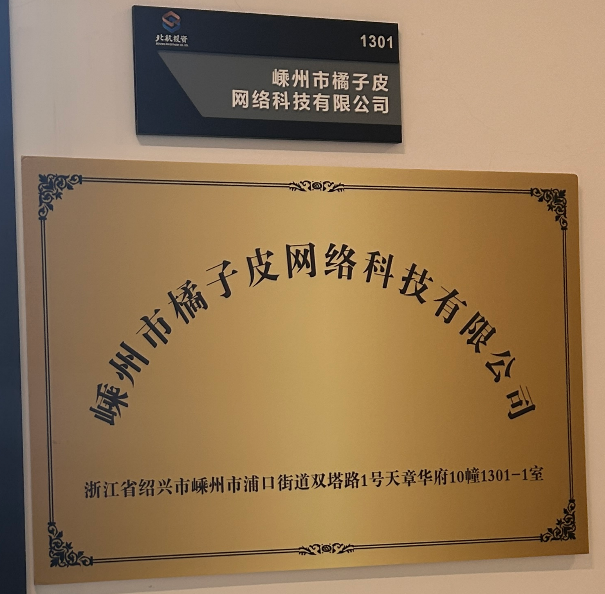 北航投资
1301
嵊州市橘子皮
网络科技有限公司
嵊州市橘子皮网络科技有限公司
浙江省绍兴市嵊州市浦口街道双塔路1号天章华府10幢1301-1室